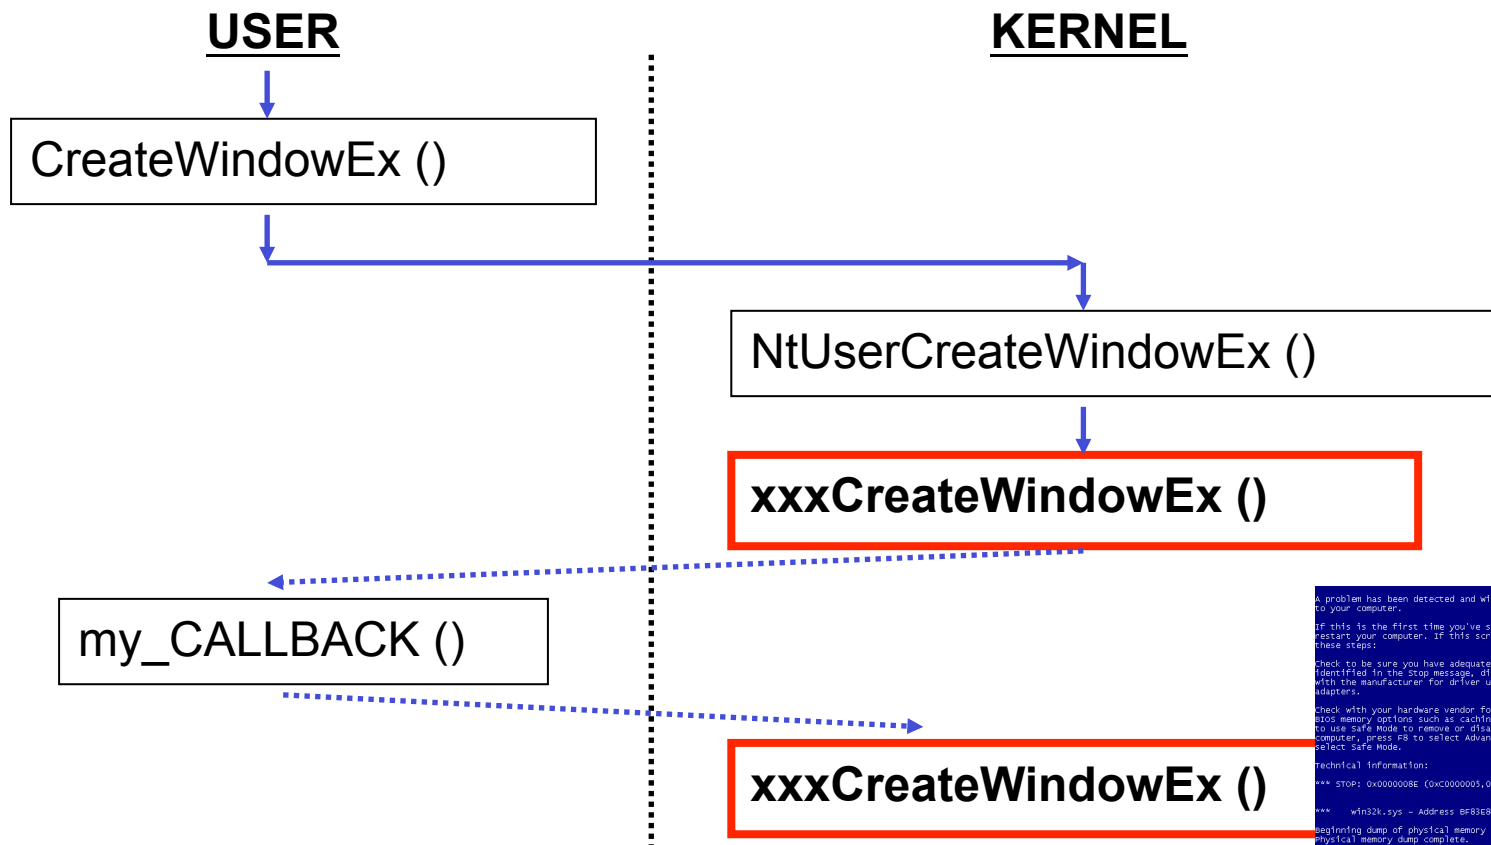 USER
KERNEL
CreateWindowEx ()
NtUserCreateWindowEx ()
xxxCreateWindowEx ()
my_CALLBACK ()
xxxCreateWindowEx ()
A problem has been detected and
to your computer.
If this is the first time you've
restart your computer. If this
these steps:
Check to be sure you have adequate
identified in the Stop message,
with the manufacturer for driver
adapters.
Check with your hardware vendor
BIOS memory options such as
to use Safe Mode to remove or
computer, press F8 to select
select Safe Mode.
Technical information:
*** STOP: 0x0000008E (0xC0000005,0
*** win32k.sys - Address BF83E8
Beginning dump of physical memory
Physical memory dump complete.